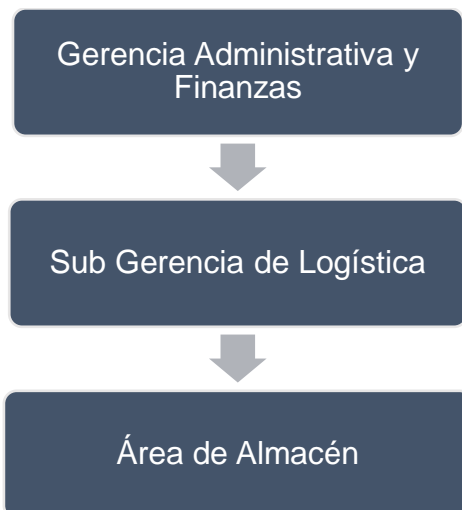 Gerencia Administrativa y
Finanzas
Sub Gerencia de Logística
Área de Almacén